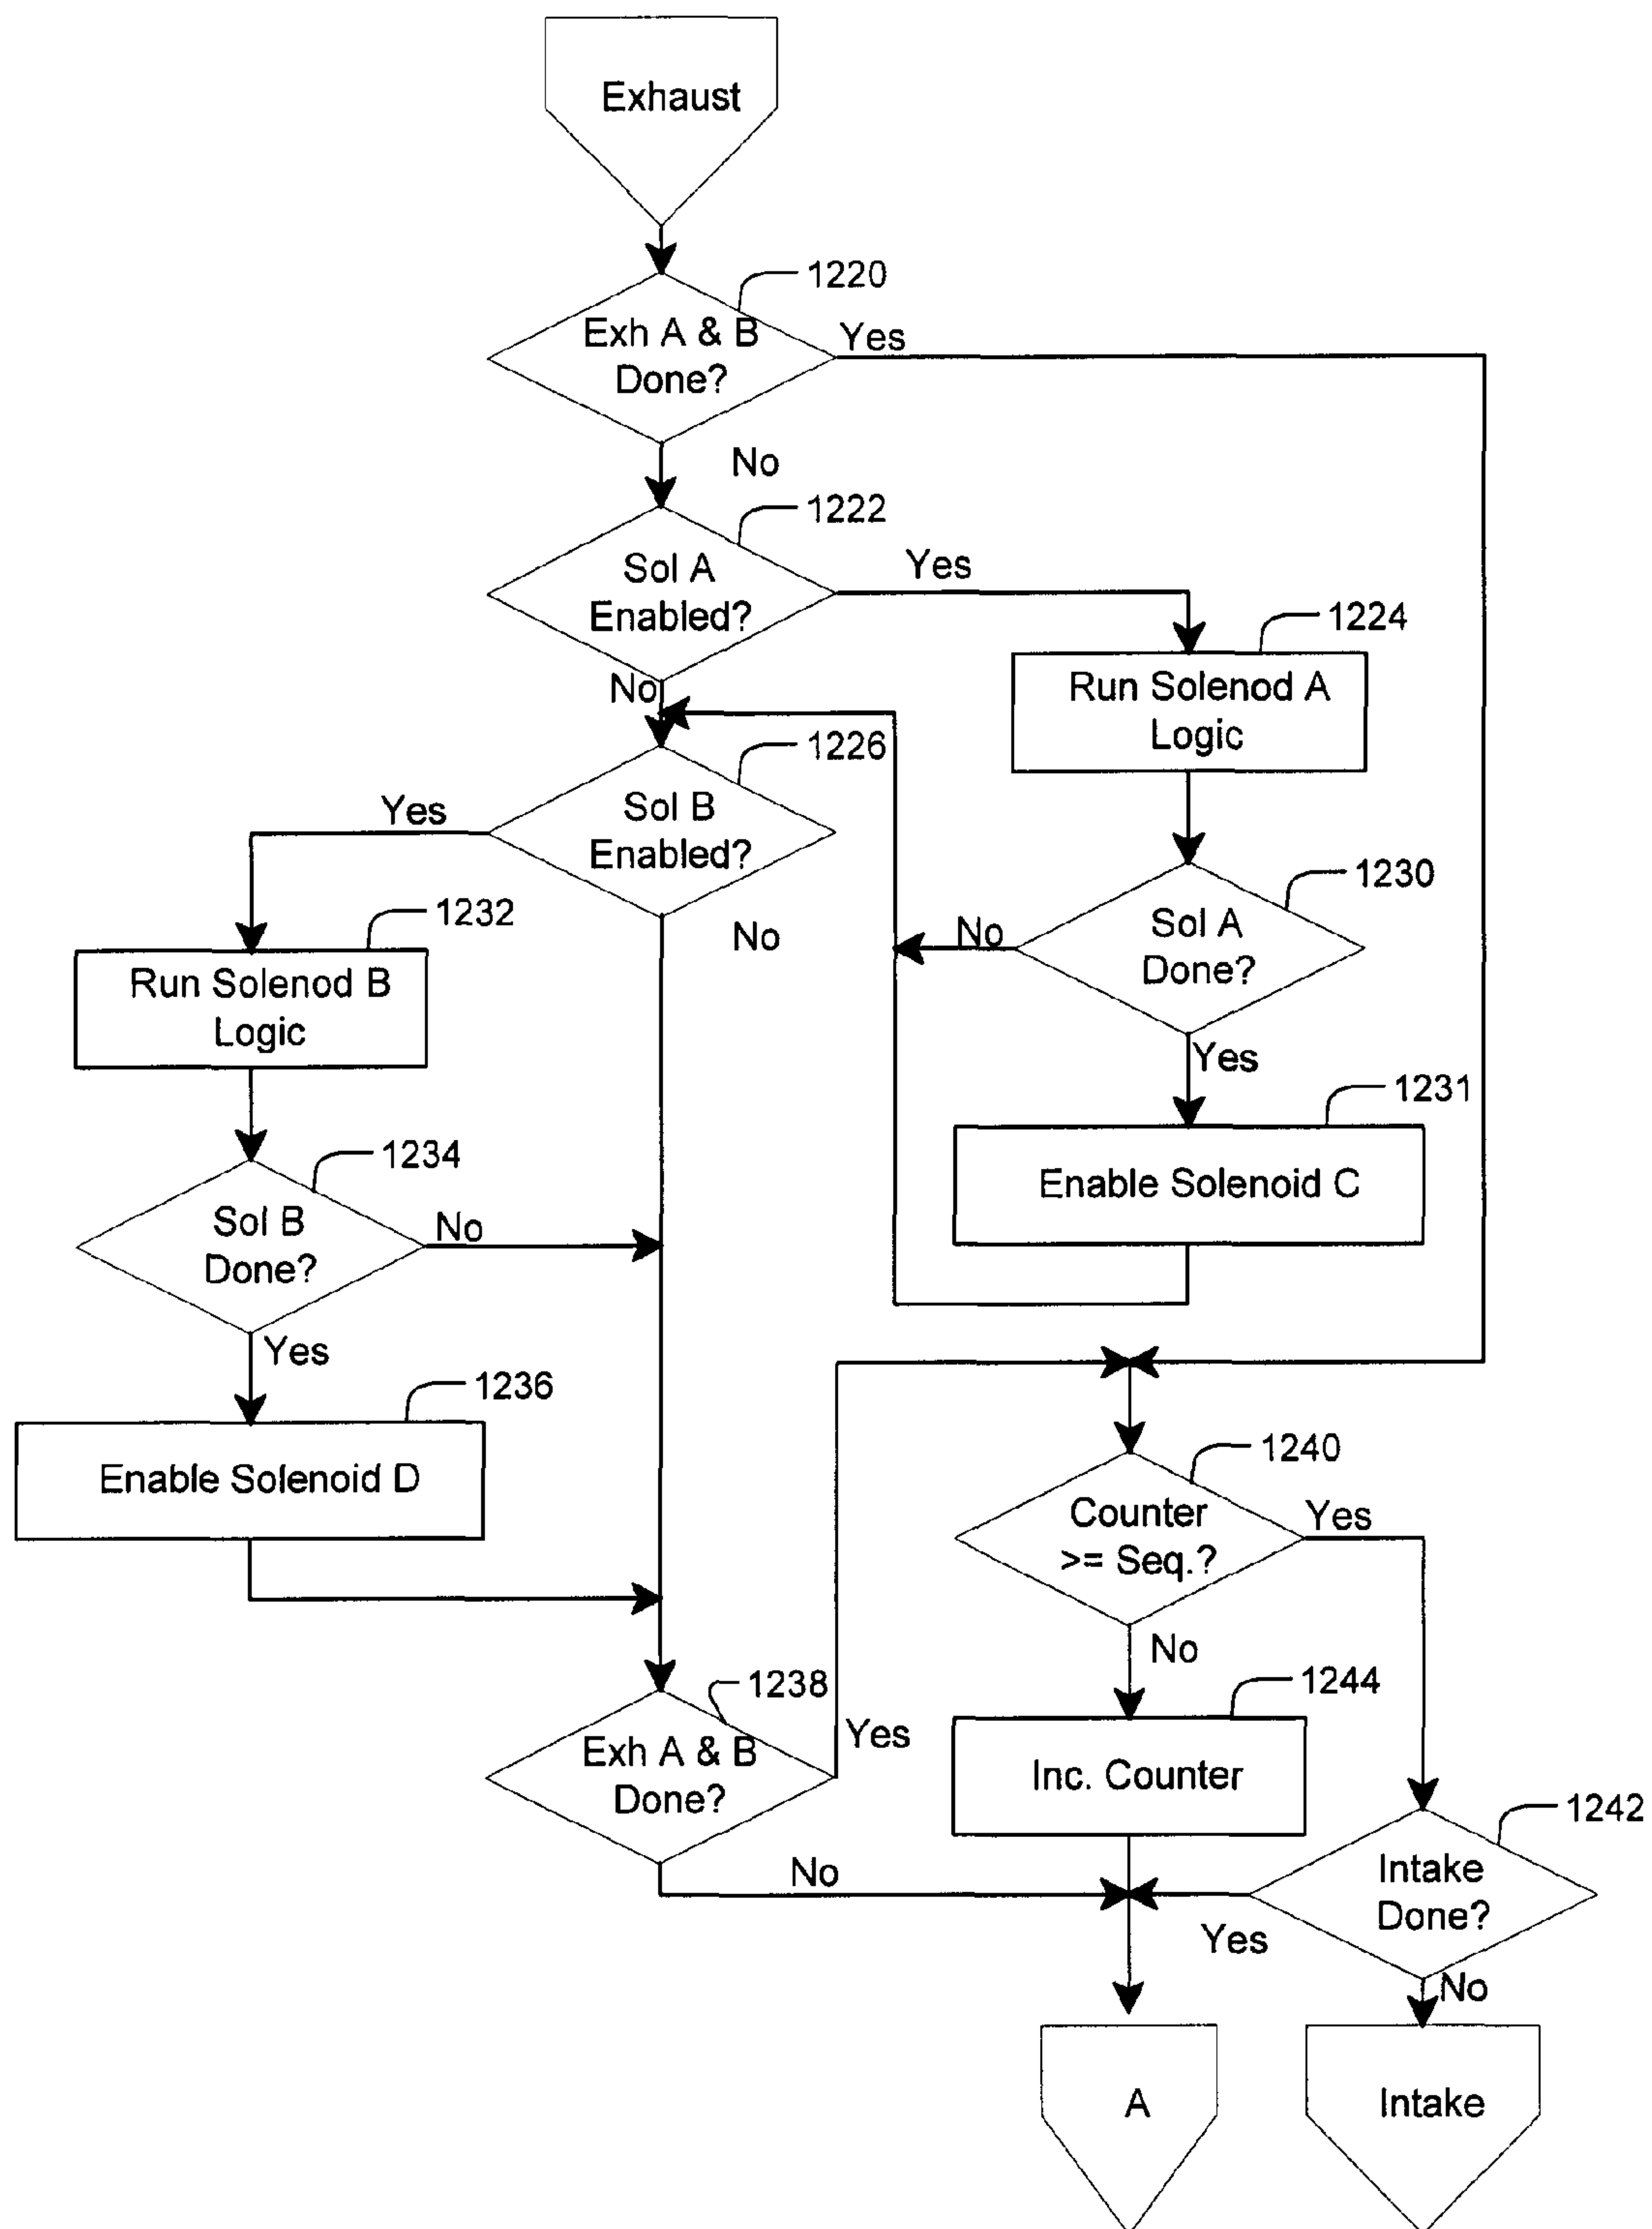 Exhaust
1220
Exh A & B
Done?
Yes
No
1222
Sol A
Enabled?
Yes
1224
Run Solenod A
Logic
No
1226
Sol B
Enabled?
Yes
No
1230
Sol A
Done?
No
Yes
1232
Run Solenod B
Logic
1231
Enable Solenoid C
1234
Sol B
Done?
No
Yes
1236
Enable Solenoid D
1240
Counter
>= Seq.?
Yes
No
1238
Exh A & B
Done?
Yes
No
1244
Inc. Counter
1242
Intake
Done?
Yes
No
A
Intake